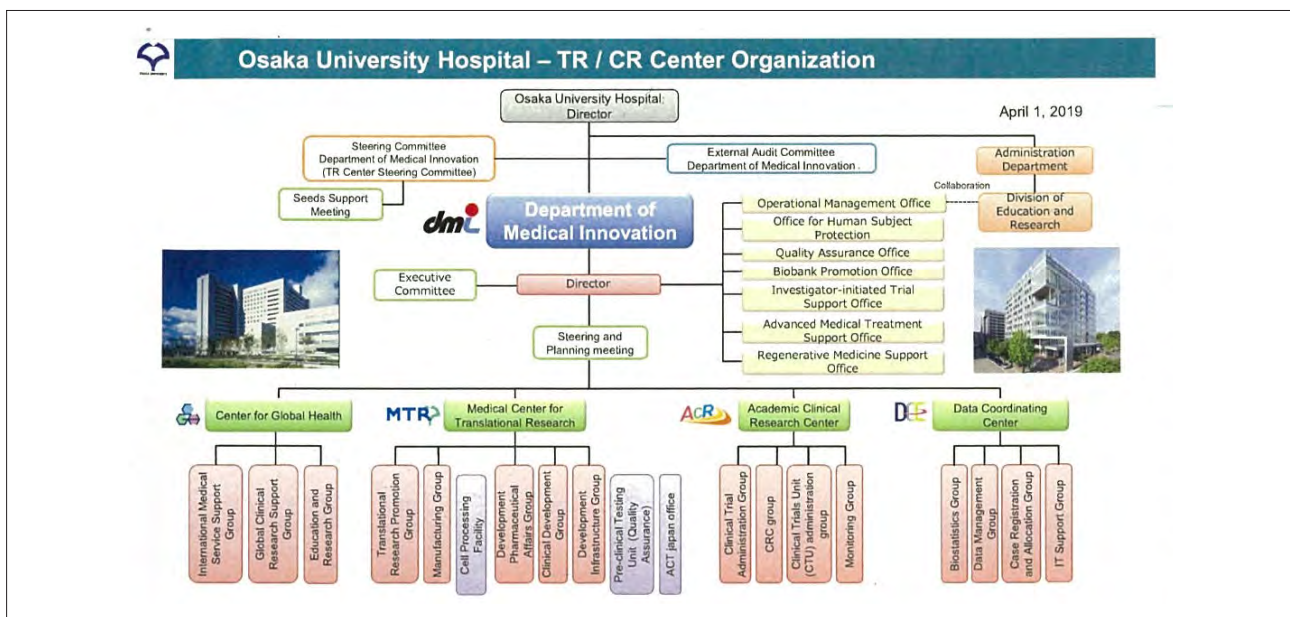 Osaka University Hospital – TR / CR Center Organization
April 1, 2019
Osaka University Hospital:
Director
Steering Committee
Department of Medical Innovation
(TR Center Steering Committee)
External Audit Committee
Department of Medical Innovation
Administration
Department
Seeds Support
Meeting
dmi
Department of
Medical Innovation
Operational Management Office
Collaboration
Division of
Education and
Research
Office for Human Subject
Protection
Quality Assurance Office
Biobank Promotion Office
Investigator-initiated Trial
Support Office
Advanced Medical Treatment
Support Office
Regenerative Medicine Support
Office
Executive
Committee
Director
Steering and
Planning meeting
Center for Global Health
MTR
Medical Center for
Translational Research
ACR
Academic Clinical
Research Center
DCC
Data Coordinating
Center
International Medical
Service Support
Group
Global Clinical
Research Support
Group
Education and
Research Group
Translational
Research Promotion
Group
Manufacturing Group
Cell Processing
Facility
Development
Pharmaceutical
Affairs Group
Clinical Development
Group
Development
Infrastructure Group
Pre-clinical Testing
Unit (Quality
Assurance)
ACT japan office
Clinical Trial
Administration Group
CRC group
Clinical Trials Unit
(CTU) administration
group
Monitoring Group
Biostatistics Group
Data Management
Group
Case Registration
and Allocation Group
IT Support Group